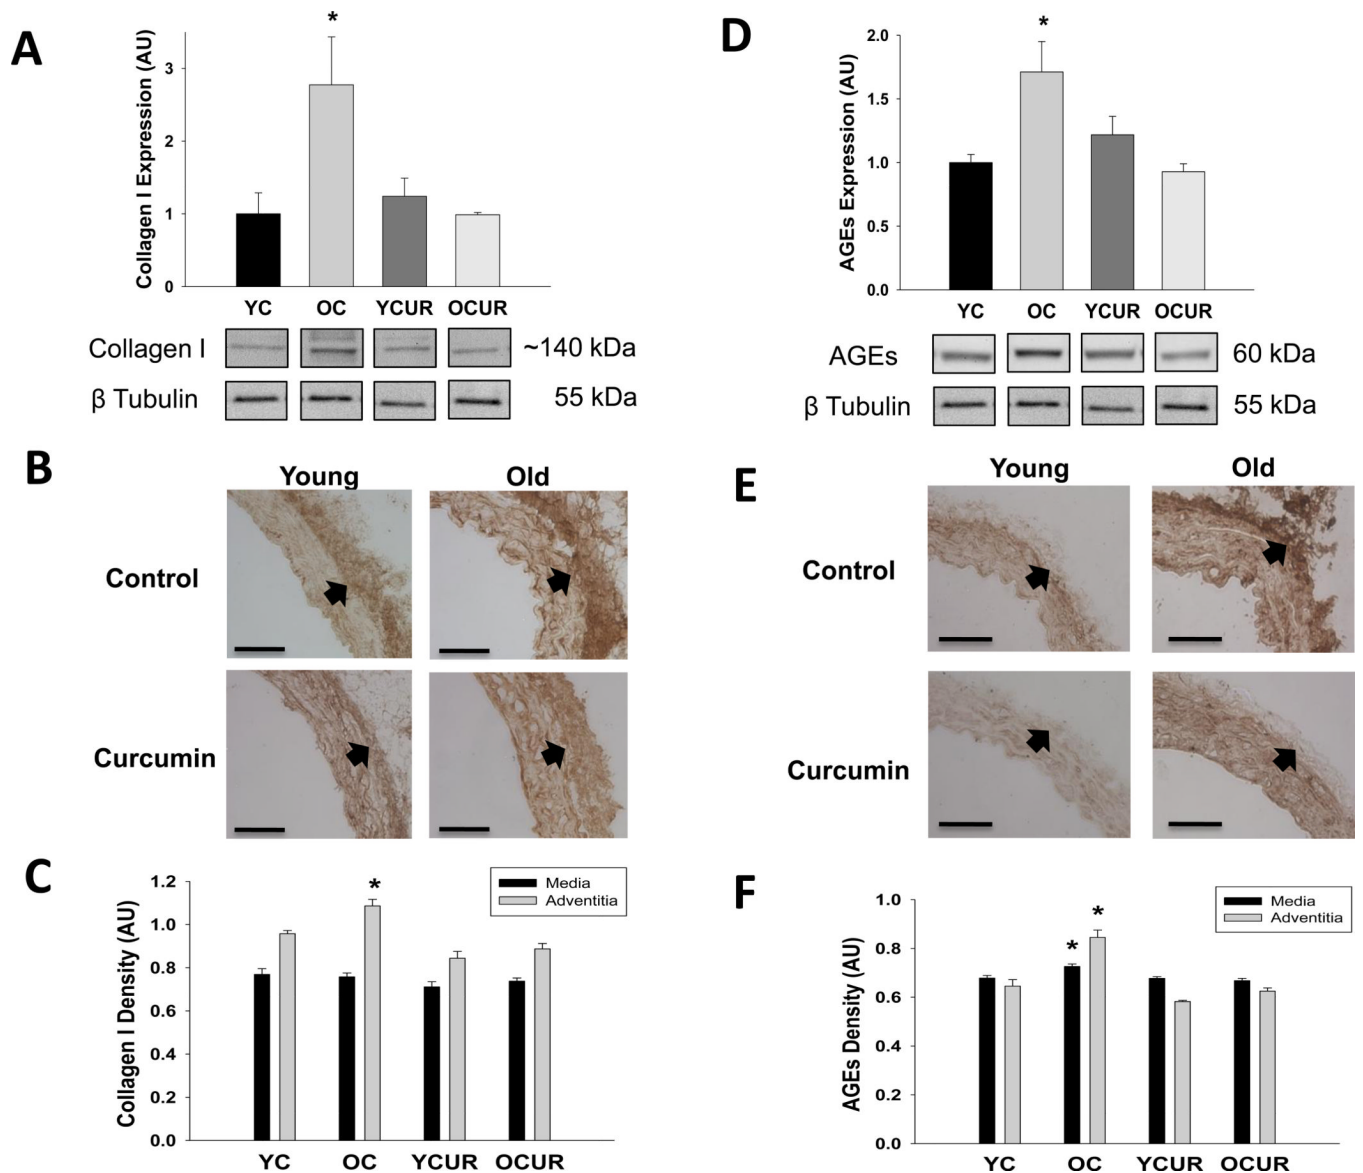 A
Collagen I Expression (AU)
3
2
1
0
*
YC OC YCUR OCUR
Collagen I ~140 kDa
β Tubulin 55 kDa
D
AGEs Expression (AU)
2.0
1.5
1.0
0.5
0.0
*
YC OC YCUR OCUR
AGEs 60 kDa
β Tubulin 55 kDa
B
Young Old
Control
Curcumin
E
Young Old
Control
Curcumin
C
Collagen I Density (AU)
1.2
1.0
0.8
0.6
0.4
0.2
0.0
*
Media
Adventitia
YC OC YCUR OCUR
F
AGEs Density (AU)
1.0
0.8
0.6
0.4
0.2
0.0
* *
Media
Adventitia
YC OC YCUR OCUR